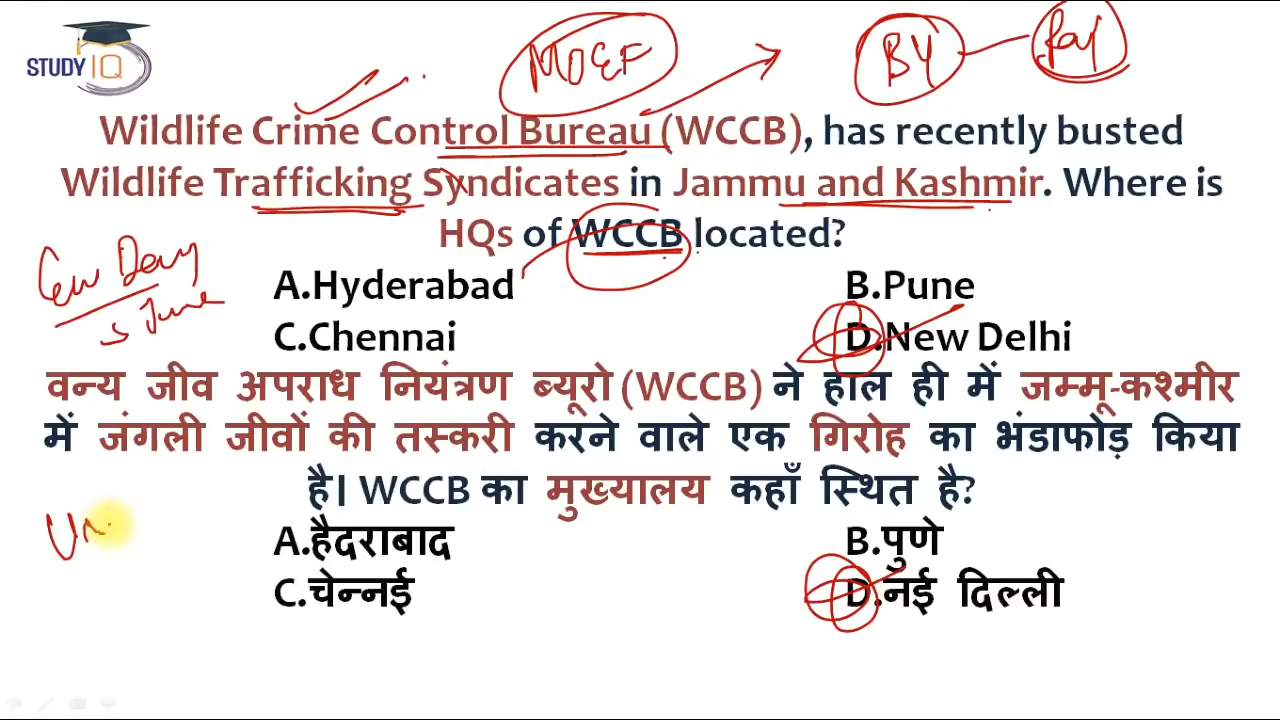 STUDY IQ
MOEF
BY
Wildlife Crime Control Bureau (WCCB), has recently busted
Wildlife Trafficking Syndicates in Jammu and Kashmir. Where is
HQs of WCCB located?
A.Hyderabad
B.Pune
5 June
C.Chennai
D.New Delhi
वन्य जीव अपराध नियंत्रण ब्यूरो (WCCB) ने हाल ही में जम्मू-कश्मीर
में जंगली जीवों की तस्करी करने वाले एक गिरोह का भंडाफोड़ किया
है। WCCB का मुख्यालय कहाँ स्थित है?
A.हैदराबाद
B.पुणे
C.चेन्नई
D.नई दिल्ली